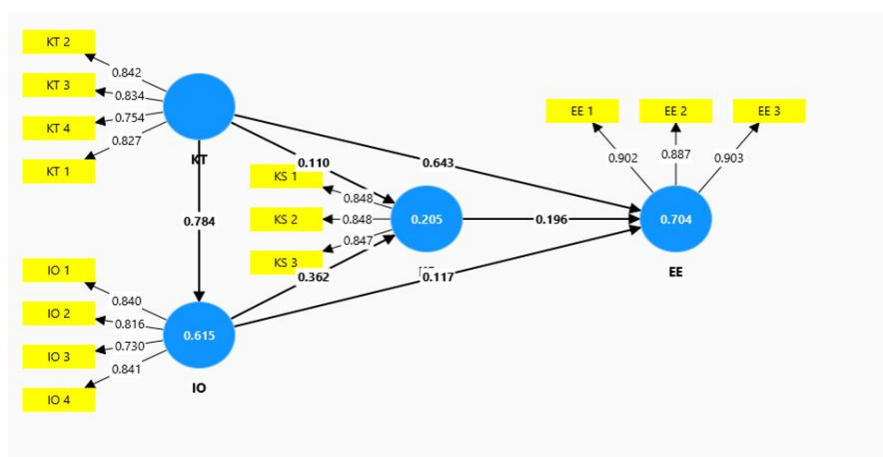 KT 2
KT 3
KT 4
KT 1
0.842
0.834
0.754
0.827
KT
0.784
0.110
0.643
KS 1
KS 2
KS 3
0.848
0.848
0.847
0.205
0.196
0.362
0.117
EE 1
EE 2
EE 3
0.902
0.887
0.903
0.704
EE
IO 1
IO 2
IO 3
IO 4
0.840
0.816
0.730
0.841
0.615
IO